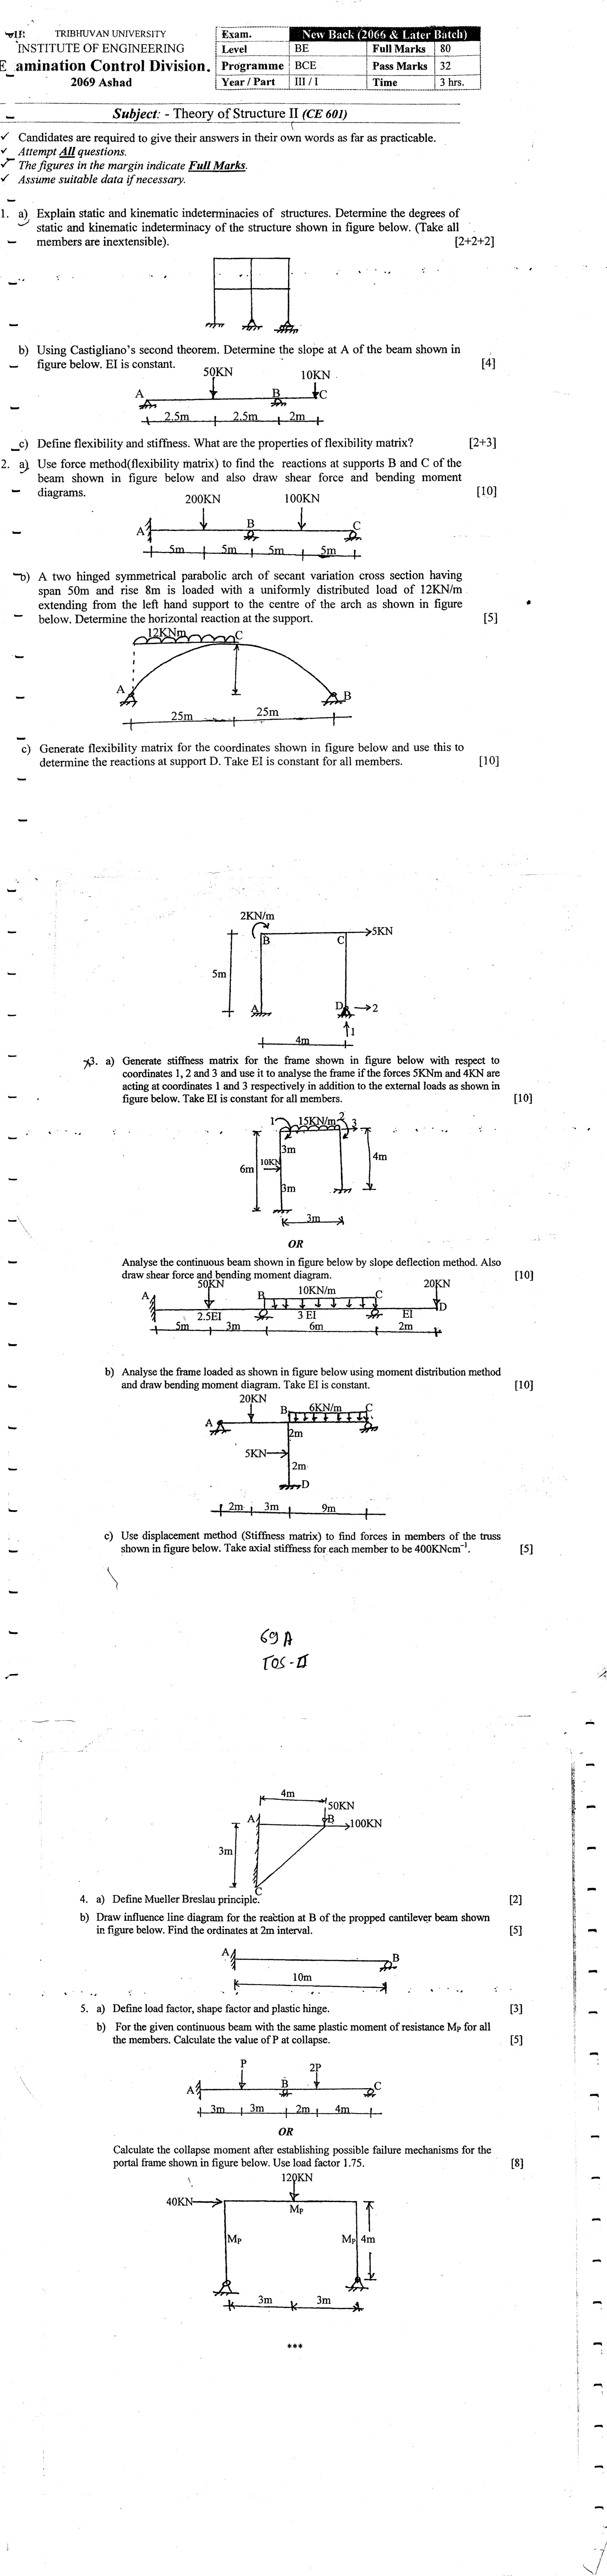 TRIBHUVAN UNIVERSITY
INSTITUTE OF ENGINEERING
Examination Control Division.
2069 Ashad
Exam. New Back (2066 & Later Batch)
Level BE Full Marks 80
Programme BCE Pass Marks 32
Year / Part III / I Time 3 hrs.
Subject: - Theory of Structure II (CE 601)
✓ Candidates are required to give their answers in their own words as far as practicable.
✓ Attempt All questions.
✓ The figures in the margin indicate Full Marks.
✓ Assume suitable data if necessary.
1. a) Explain static and kinematic indeterminacies of structures. Determine the degrees of
static and kinematic indeterminacy of the structure shown in figure below. (Take all
members are inextensible). [2+2+2]
b) Using Castigliano's second theorem. Determine the slope at A of the beam shown in
figure below. EI is constant. [4]
50KN 10KN
A B C
2.5m 2.5m 2m
c) Define flexibility and stiffness. What are the properties of flexibility matrix? [2+3]
2. a) Use force method(flexibility matrix) to find the reactions at supports B and C of the
beam shown in figure below and also draw shear force and bending moment
diagrams. [10]
200KN 100KN
A B C
5m 5m 5m 5m
b) A two hinged symmetrical parabolic arch of secant variation cross section having
span 50m and rise 8m is loaded with a uniformly distributed load of 12KN/m
extending from the left hand support to the centre of the arch as shown in figure
below. Determine the horizontal reaction at the support. [5]
12KNm C
A B
25m 25m
c) Generate flexibility matrix for the coordinates shown in figure below and use this to
determine the reactions at support D. Take EI is constant for all members. [10]
2KN/m
B C 5KN
5m
A D 2
1
4m
3. a) Generate stiffness matrix for the frame shown in figure below with respect to
coordinates 1, 2 and 3 and use it to analyse the frame if the forces 5KNm and 4KN are
acting at coordinates 1 and 3 respectively in addition to the external loads as shown in
figure below. Take EI is constant for all members. [10]
1 15KN/m 2 3
3m
6m 10KN 4m
3m
3m
OR
Analyse the continuous beam shown in figure below by slope deflection method. Also
draw shear force and bending moment diagram. [10]
50KN 10KN/m 20KN
A B C D
2.5EI 3 EI EI
5m 3m 6m 2m
b) Analyse the frame loaded as shown in figure below using moment distribution method
and draw bending moment diagram. Take EI is constant. [10]
20KN B 6KN/m C
A
2m
5KN
2m
D
2m 3m 9m
c) Use displacement method (Stiffness matrix) to find forces in members of the truss
shown in figure below. Take axial stiffness for each member to be 400KNcm⁻¹. [5]
69 A
TOS-II
4m
50KN
A B 100KN
3m
C
4. a) Define Mueller Breslau principle. [2]
b) Draw influence line diagram for the reaction at B of the propped cantilever beam shown
in figure below. Find the ordinates at 2m interval. [5]
A B
10m
5. a) Define load factor, shape factor and plastic hinge. [3]
b) For the given continuous beam with the same plastic moment of resistance MP for all
the members. Calculate the value of P at collapse. [5]
P 2P
A B C
3m 3m 2m 4m
OR
Calculate the collapse moment after establishing possible failure mechanisms for the
portal frame shown in figure below. Use load factor 1.75. [8]
120KN
40KN
MP
MP MP 4m
3m 3m
***